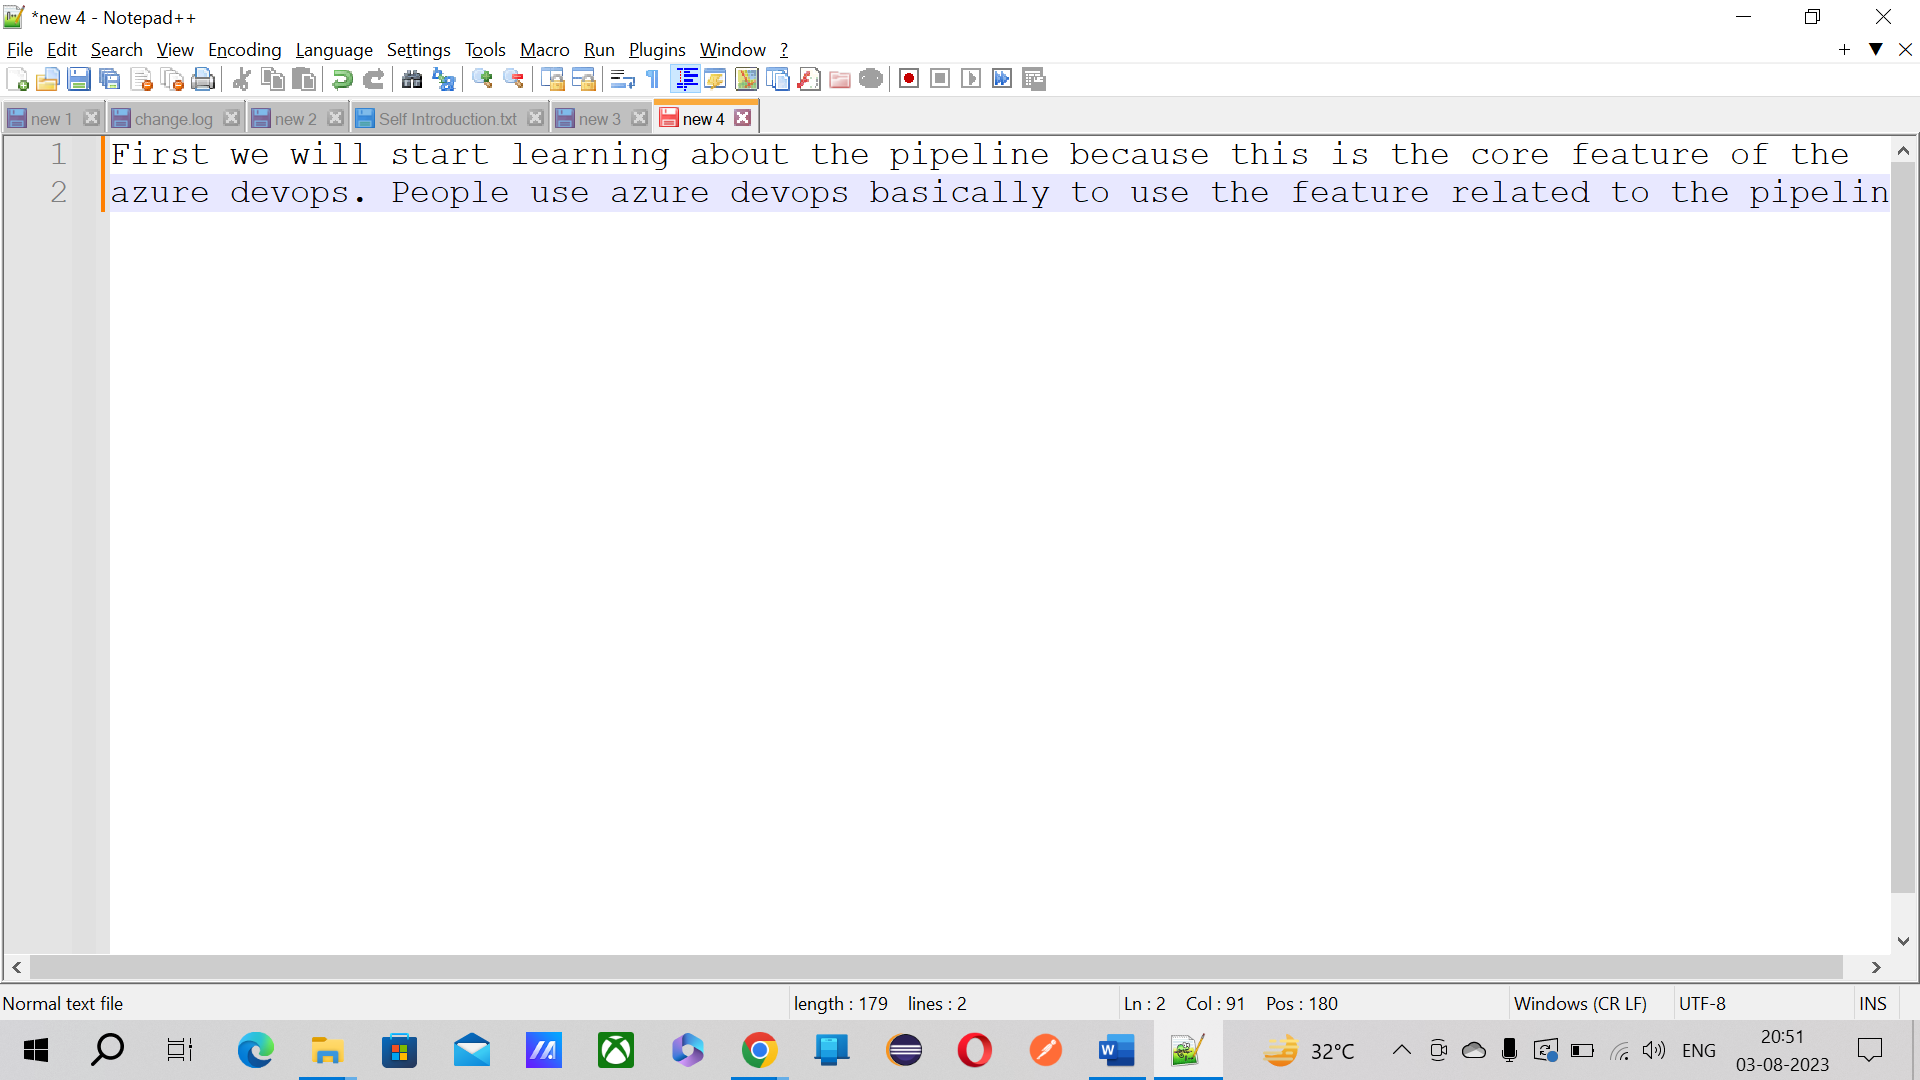 *new 4 - Notepad++
File Edit Search View Encoding Language Settings Tools Macro Run Plugins Window ?
new 1 change.log new 2 Self Introduction.txt new 3 new 4
1 First we will start learning about the pipeline because this is the core feature of the
2 azure devops. People use azure devops basically to use the feature related to the pipelin
Normal text file length : 179 lines : 2 Ln : 2 Col : 91 Pos : 180 Windows (CR LF) UTF-8 INS
32°C ENG 20:51
03-08-2023